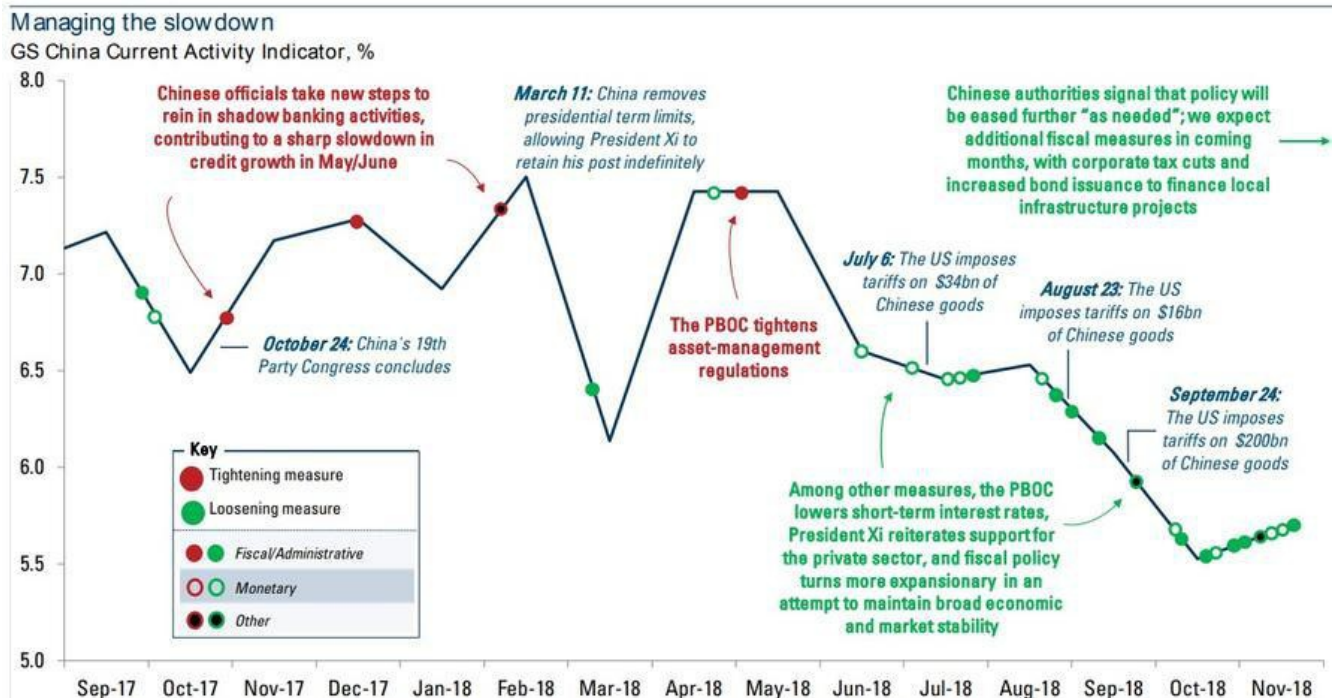 Managing the slowdown
GS China Current Activity Indicator, %
8.0
7.5
7.0
6.5
6.0
5.5
5.0
Chinese officials take new steps to
rein in shadow banking activities,
contributing to a sharp slowdown in
credit growth in May/June
March 11: China removes
presidential term limits,
allowing President Xi to
retain his post indefinitely
Chinese authorities signal that policy will
be eased further "as needed"; we expect
additional fiscal measures in coming
months, with corporate tax cuts and
increased bond issuance to finance local
infrastructure projects
October 24: China's 19th
Party Congress concludes
The PBOC tightens
asset-management
regulations
July 6: The US imposes
tariffs on $34bn of
Chinese goods
August 23: The US
imposes tariffs on $16bn
of Chinese goods
September 24:
The US imposes
tariffs on $200bn
of Chinese goods
Among other measures, the PBOC
lowers short-term interest rates,
President Xi reiterates support for
the private sector, and fiscal policy
turns more expansionary in an
attempt to maintain broad economic
and market stability
Key
Tightening measure
Loosening measure
Fiscal/Administrative
Monetary
Other
Sep-17 Oct-17 Nov-17 Dec-17 Jan-18 Feb-18 Mar-18 Apr-18 May-18 Jun-18 Jul-18 Aug-18 Sep-18 Oct-18 Nov-18